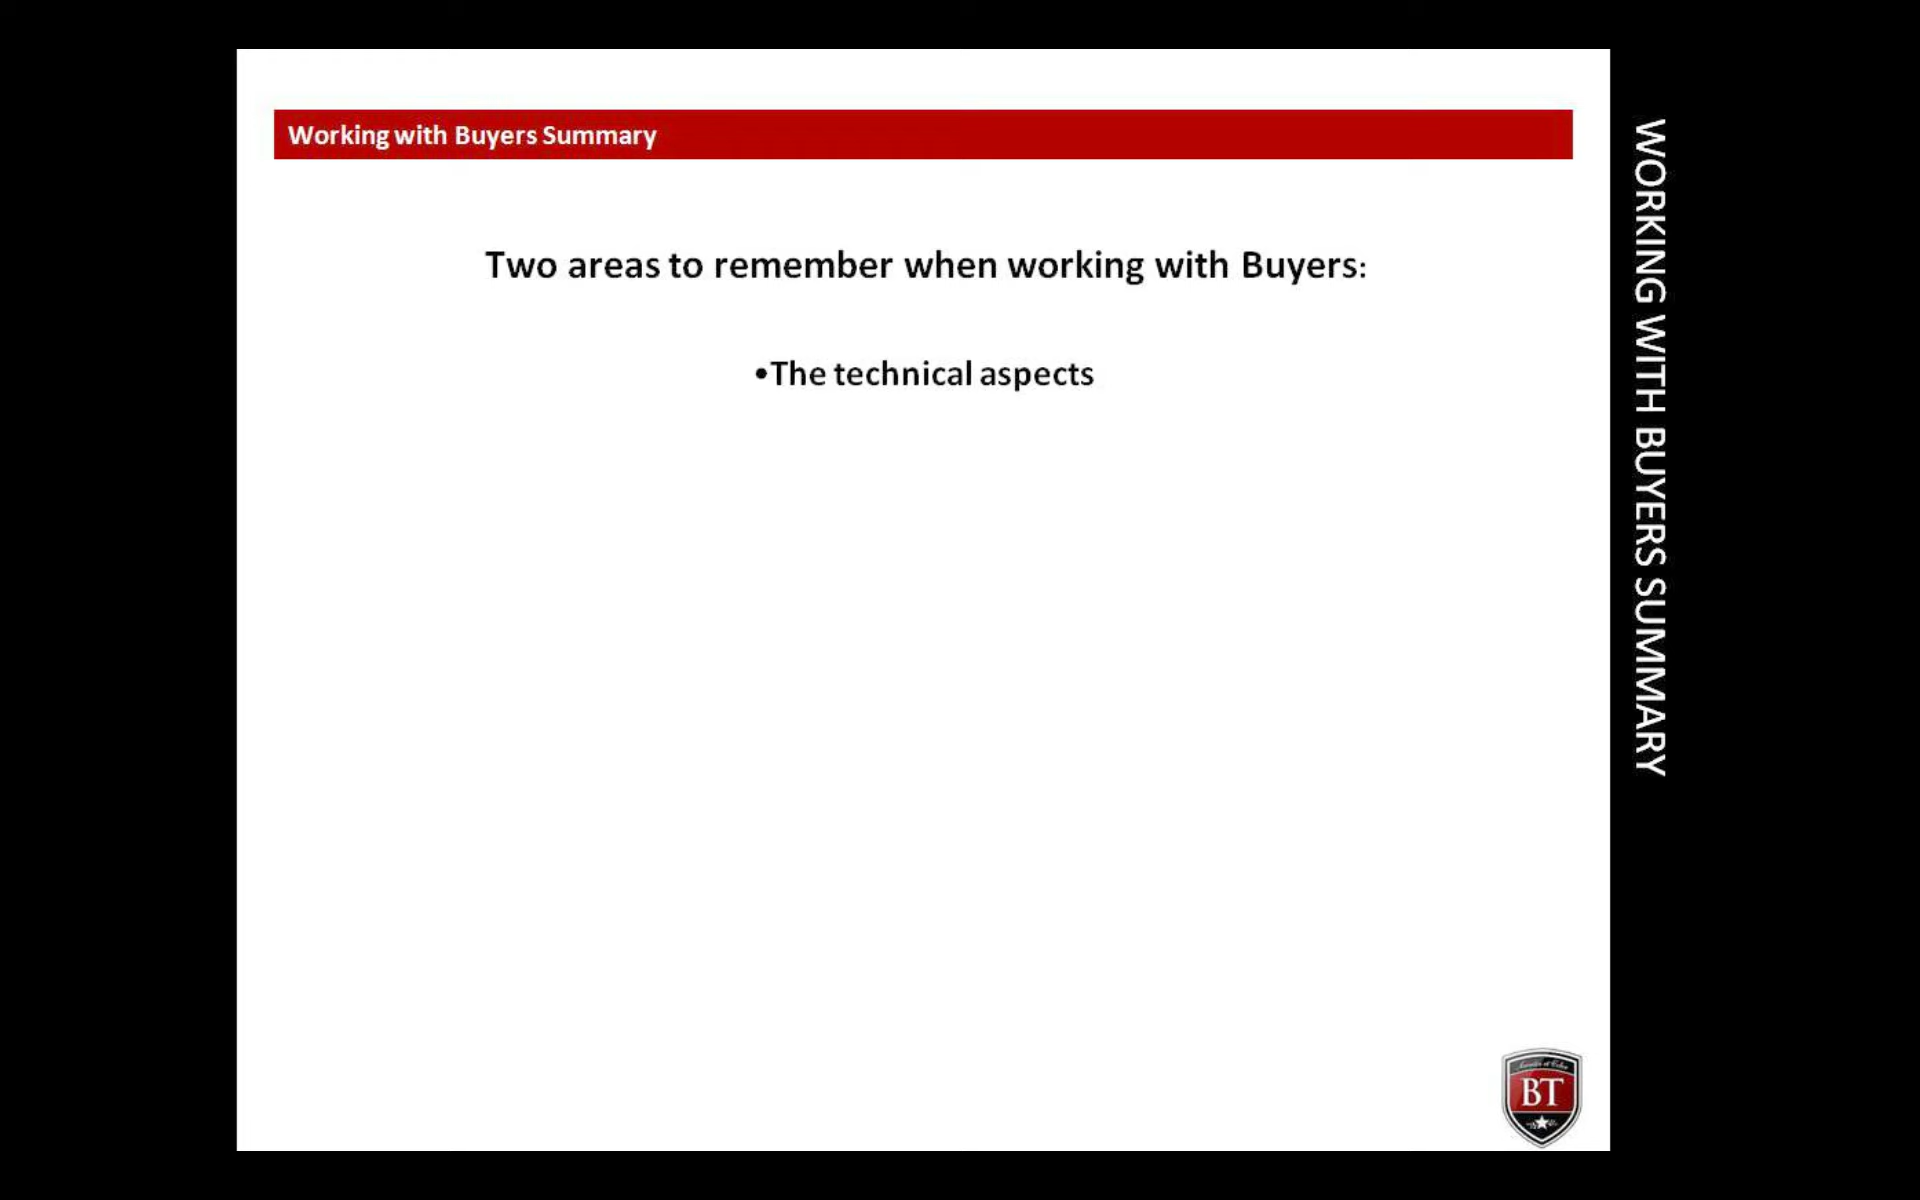 Working with Buyers Summary
Two areas to remember when working with Buyers:
•The technical aspects
WORKING WITH BUYERS SUMMARY
BT